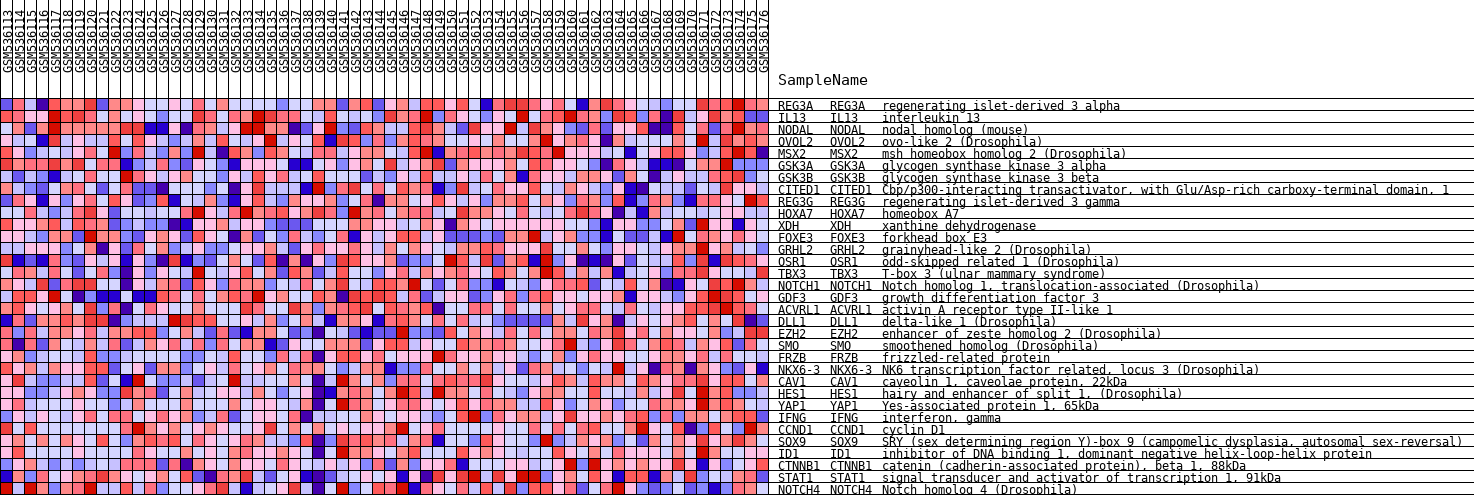 GSM536113 GSM536114 GSM536115 GSM536116 GSM536117 GSM536118 GSM536119 GSM536120 GSM536121 GSM536122 GSM536123 GSM536124 GSM536125 GSM536126 GSM536127 GSM536128 GSM536129 GSM536130 GSM536131 GSM536132 GSM536133 GSM536134 GSM536135 GSM536136 GSM536137 GSM536138 GSM536139 GSM536140 GSM536141 GSM536142 GSM536143 GSM536144 GSM536145 GSM536146 GSM536147 GSM536148 GSM536149 GSM536150 GSM536151 GSM536152 GSM536153 GSM536154 GSM536155 GSM536156 GSM536157 GSM536158 GSM536159 GSM536160 GSM536161 GSM536162 GSM536163 GSM536164 GSM536165 GSM536166 GSM536167 GSM536168 GSM536169 GSM536170 GSM536171 GSM536172 GSM536173 GSM536174 GSM536175 GSM536176
SampleName
REG3A REG3A regenerating islet-derived 3 alpha
IL13 IL13 interleukin 13
NODAL NODAL nodal homolog (mouse)
OVOL2 OVOL2 ovo-like 2 (Drosophila)
MSX2 MSX2 msh homeobox homolog 2 (Drosophila)
GSK3A GSK3A glycogen synthase kinase 3 alpha
GSK3B GSK3B glycogen synthase kinase 3 beta
CITED1 CITED1 Cbp/p300-interacting transactivator, with Glu/Asp-rich carboxy-terminal domain, 1
REG3G REG3G regenerating islet-derived 3 gamma
HOXA7 HOXA7 homeobox A7
XDH XDH xanthine dehydrogenase
FOXE3 FOXE3 forkhead box E3
GRHL2 GRHL2 grainyhead-like 2 (Drosophila)
OSR1 OSR1 odd-skipped related 1 (Drosophila)
TBX3 TBX3 T-box 3 (ulnar mammary syndrome)
NOTCH1 NOTCH1 Notch homolog 1, translocation-associated (Drosophila)
GDF3 GDF3 growth differentiation factor 3
ACVRL1 ACVRL1 activin A receptor type II-like 1
DLL1 DLL1 delta-like 1 (Drosophila)
EZH2 EZH2 enhancer of zeste homolog 2 (Drosophila)
SMO SMO smoothened homolog (Drosophila)
FRZB FRZB frizzled-related protein
NKX6-3 NKX6-3 NK6 transcription factor related, locus 3 (Drosophila)
CAV1 CAV1 caveolin 1, caveolae protein, 22kDa
HES1 HES1 hairy and enhancer of split 1, (Drosophila)
YAP1 YAP1 Yes-associated protein 1, 65kDa
IFNG IFNG interferon, gamma
CCND1 CCND1 cyclin D1
SOX9 SOX9 SRY (sex determining region Y)-box 9 (campomelic dysplasia, autosomal sex-reversal)
ID1 ID1 inhibitor of DNA binding 1, dominant negative helix-loop-helix protein
CTNNB1 CTNNB1 catenin (cadherin-associated protein), beta 1, 88kDa
STAT1 STAT1 signal transducer and activator of transcription 1, 91kDa
NOTCH4 NOTCH4 Notch homolog 4 (Drosophila)